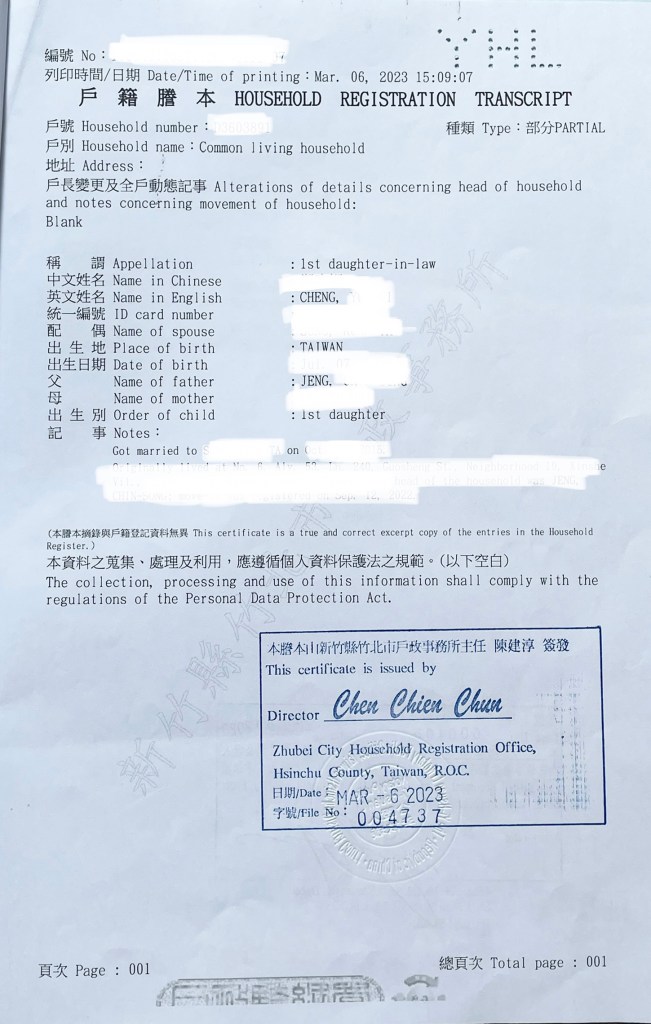 YHL
編號 No：
列印時間/日期 Date/Time of printing：Mar. 06, 2023 15:09:07
戶籍謄本 HOUSEHOLD REGISTRATION TRANSCRIPT
戶號 Household number：
種類 Type：部分PARTIAL
戶別 Household name：Common living household
地址 Address：
戶長變更及全戶動態記事 Alterations of details concerning head of household
and notes concerning movement of household:
Blank
稱謂 Appellation ：1st daughter-in-law
中文姓名 Name in Chinese
英文姓名 Name in English ：CHENG,
統一編號 ID card number
配偶 Name of spouse
出生地 Place of birth ：TAIWAN
出生日期 Date of birth
父 Name of father ：JENG,
母 Name of mother
出生別 Order of child ：1st daughter
記事 Notes：
Got married to on
(本謄本摘錄與戶籍登記資料無異 This certificate is a true and correct excerpt copy of the entries in the Household
Register.)
本資料之蒐集、處理及利用，應遵循個人資料保護法之規範。(以下空白)
The collection, processing and use of this information shall comply with the
regulations of the Personal Data Protection Act.
新竹縣竹北市戶政事務所
本謄本由新竹縣竹北市戶政事務所主任 陳建淳 簽發
This certificate is issued by
Director Chen Chien Chun
Zhubei City Household Registration Office,
Hsinchu County, Taiwan, R.O.C.
日期/Date： MAR -6 2023
字號/File No： 004737
頁次 Page : 001
總頁次 Total page : 001